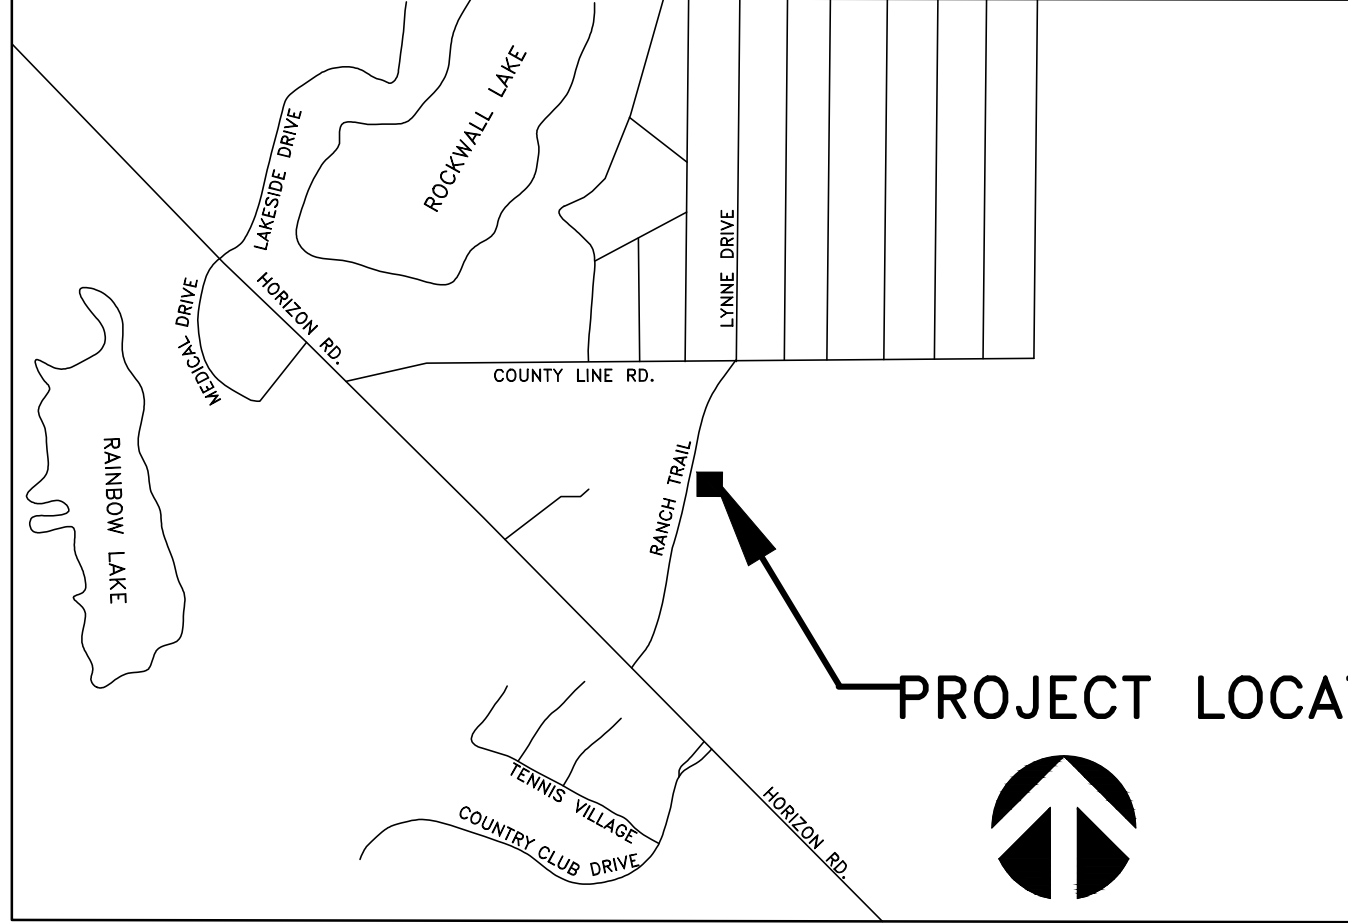 ROCKWALL LAKE
LAKESIDE DRIVE
LYNNE DRIVE
MEDICAL DRIVE
HORIZON RD.
COUNTY LINE RD.
RAINBOW LAKE
RANCH TRAIL
PROJECT LOCA
TENNIS VILLAGE
COUNTRY CLUB DRIVE
HORIZON RD.